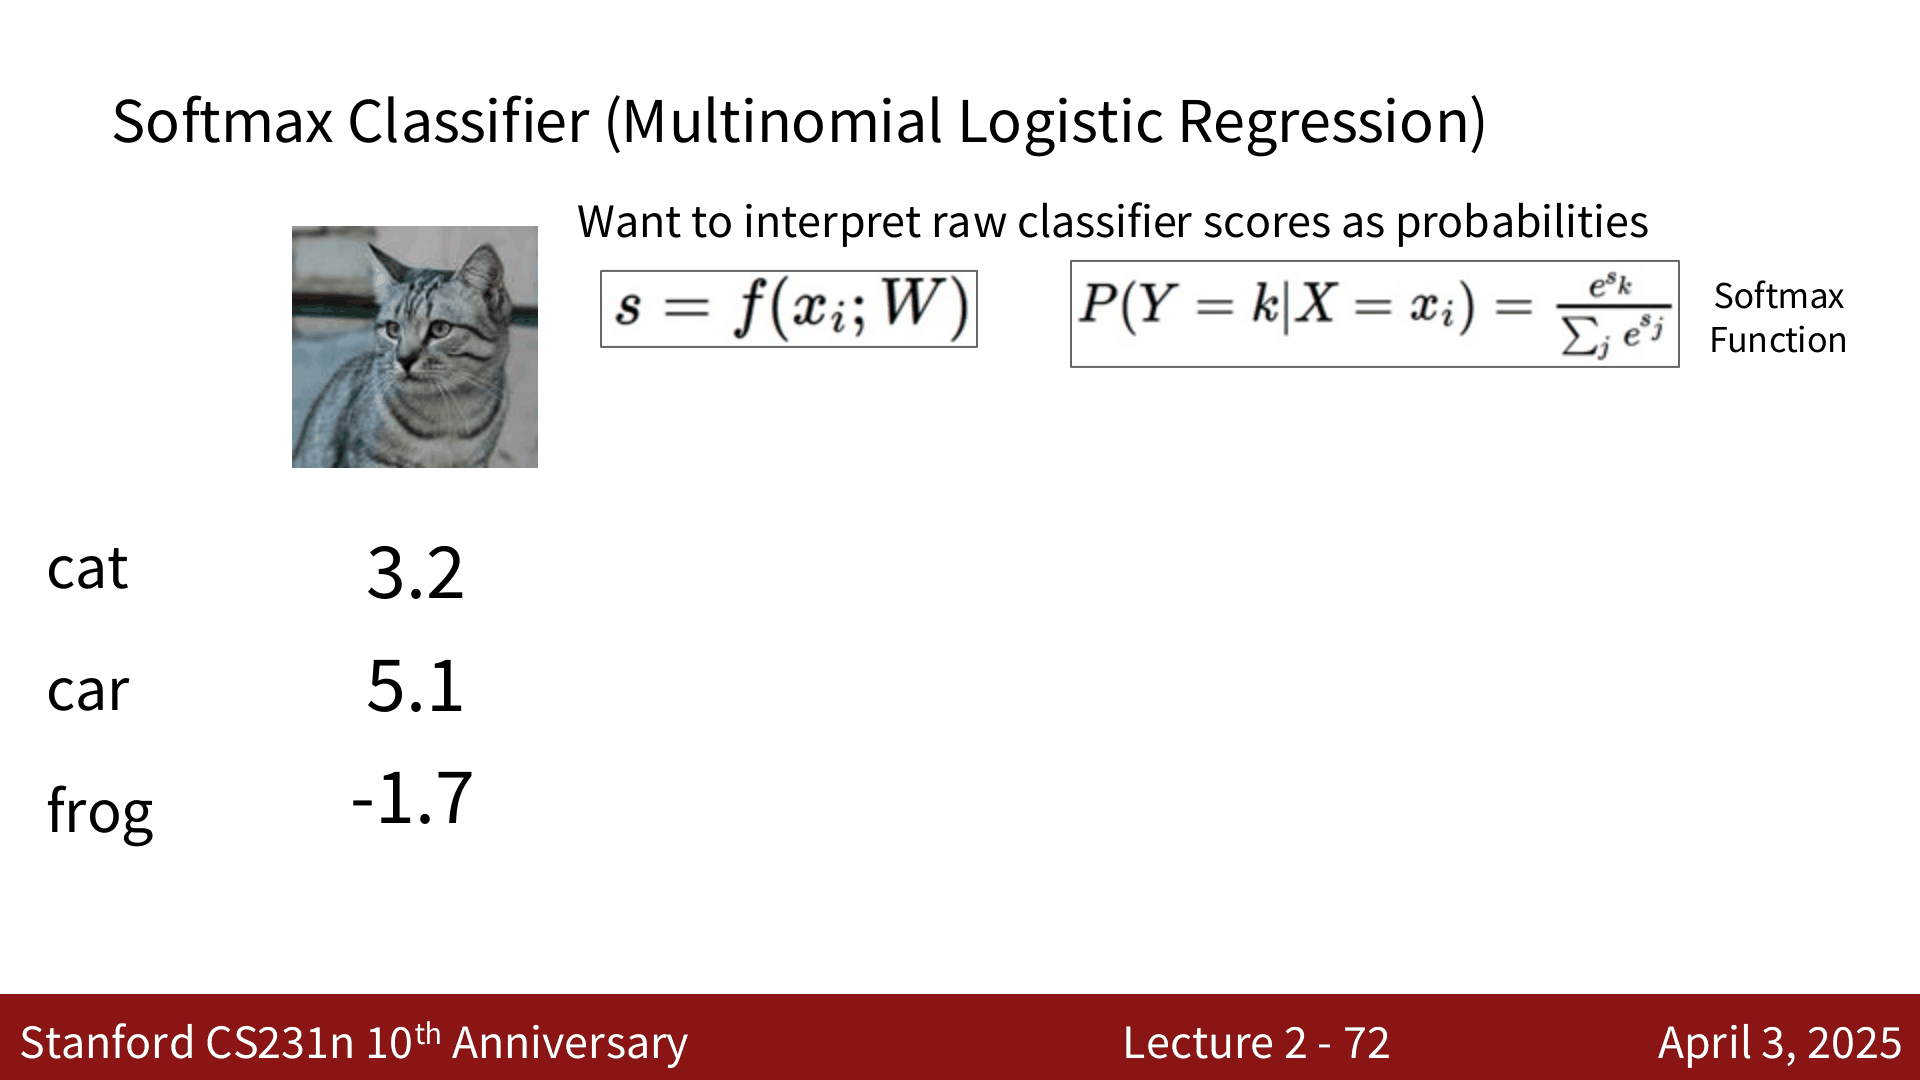 Softmax Classifier (Multinomial Logistic Regression)
Want to interpret raw classifier scores as probabilities
s = f(x_i; W)
P(Y = k|X = x_i) = \frac{e^{s_k}}{\sum_j e^{s_j}}
Softmax
Function
cat 3.2
car 5.1
frog -1.7
Stanford CS231n 10th Anniversary Lecture 2 - 72 April 3, 2025